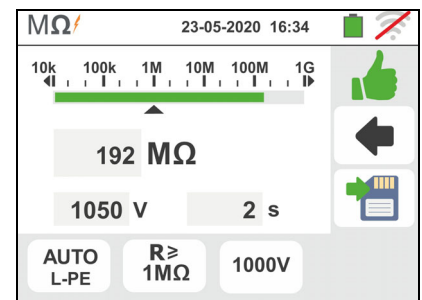 MΩ 23-05-2020 16:34
10k 100k 1M 10M 100M 1G
192 MΩ
1050 V 2 s
AUTO
L-PE
R≥
1MΩ
1000V